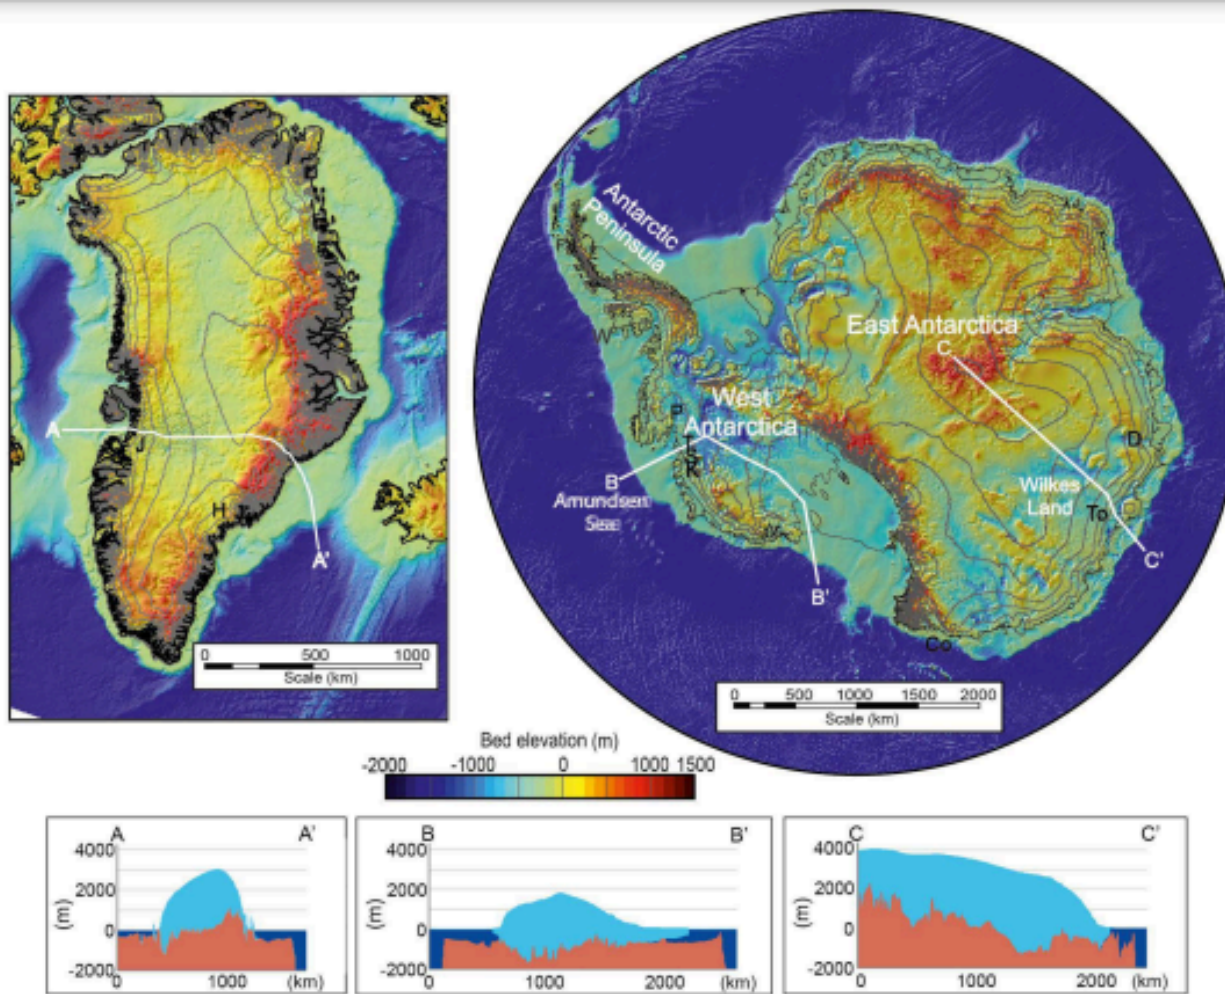 Antarctic
Peninsula
East Antarctica
C
West
Antarctica
P
T
S
K
B
Amundsen
Sea
Wilkes
Land
D
To
C'
B'
Co
A
J
H
A'
0 500 1000
Scale (km)
0 500 1000 1500 2000
Scale (km)
Bed elevation (m)
-2000 -1000 0 1000 1500
A A'
4000
2000
0
-2000
(m)
0 1000 (km)
B B'
4000
2000
0
-2000
(m)
0 1000 2000 (km)
C C'
4000
2000
0
-2000
(m)
0 1000 2000 (km)